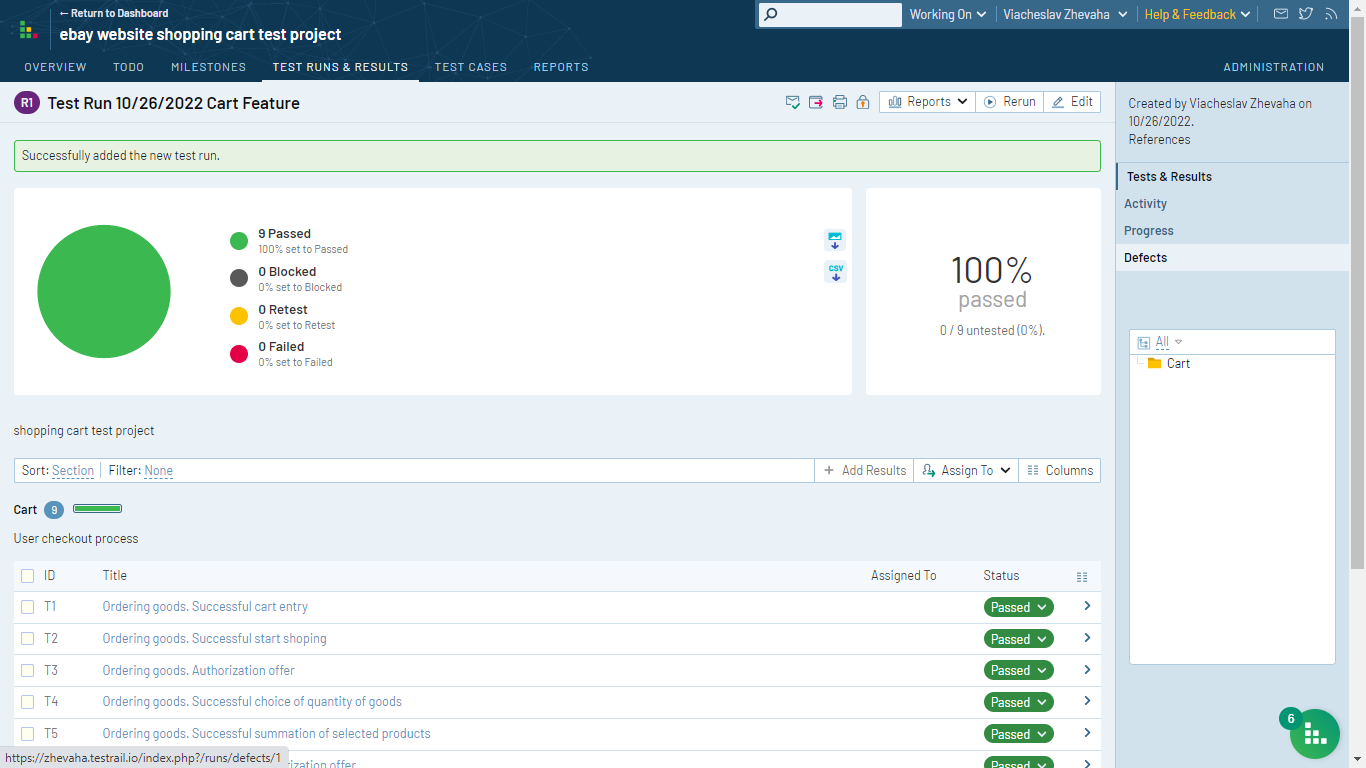 ← Return to Dashboard
ebay website shopping cart test project
Working On
Viacheslav Zhevaha
Help & Feedback
OVERVIEW TODO MILESTONES TEST RUNS & RESULTS TEST CASES REPORTS ADMINISTRATION
R1 Test Run 10/26/2022 Cart Feature
Reports Rerun Edit
Successfully added the new test run.
9 Passed
100% set to Passed
0 Blocked
0% set to Blocked
0 Retest
0% set to Retest
0 Failed
0% set to Failed
CSV
100%
passed
0 / 9 untested (0%).
shopping cart test project
Sort: Section Filter: None + Add Results Assign To Columns
Cart 9
User checkout process
ID Title Assigned To Status
T1 Ordering goods. Successful cart entry Passed
T2 Ordering goods. Successful start shoping Passed
T3 Ordering goods. Authorization offer Passed
T4 Ordering goods. Successful choice of quantity of goods Passed
T5 Ordering goods. Successful summation of selected products Passed
rization offer Passed
https://zhevaha.testrail.io/index.php?/runs/defects/1
Created by Viacheslav Zhevaha on
10/26/2022.
References
Tests & Results
Activity
Progress
Defects
All
Cart
6